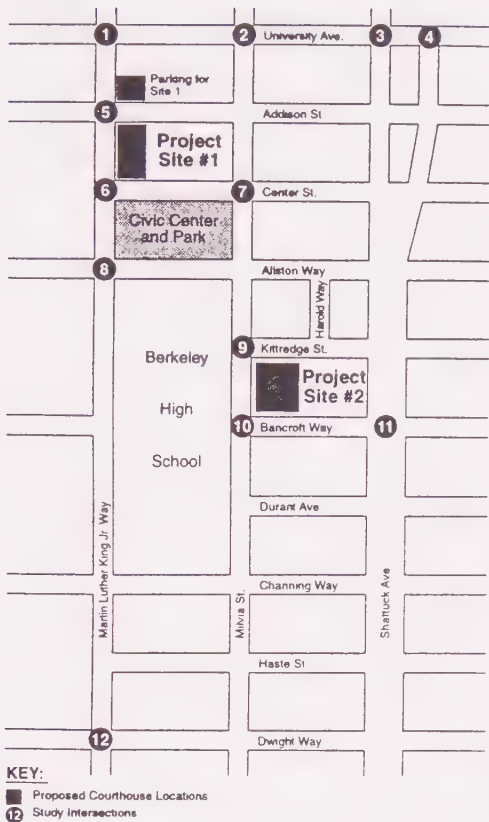 1 2 University Ave. 3 4
Parking for
Site 1
5 Addison St
Project
Site #1
6 7 Center St.
Civic Center
and Park
8 Allston Way
Harold Way
9 Kittredge St.
Berkeley
High
School
Project
Site #2
10 Bancroft Way 11
Durant Ave
Martin Luther King Jr Way
Milvia St.
Shattuck Ave
Channing Way
Haste St
12 Dwight Way
KEY:
Proposed Courthouse Locations
12 Study Intersections